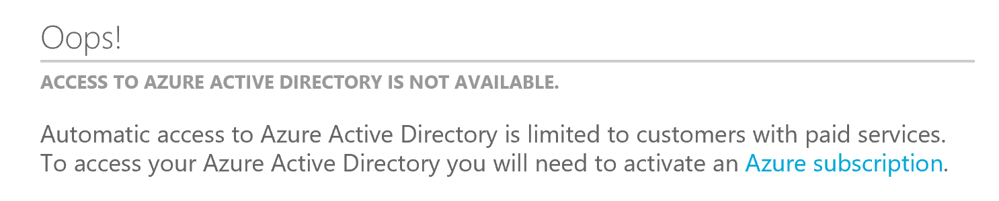 Oops!
ACCESS TO AZURE ACTIVE DIRECTORY IS NOT AVAILABLE.
Automatic access to Azure Active Directory is limited to customers with paid services.
To access your Azure Active Directory you will need to activate an Azure subscription.